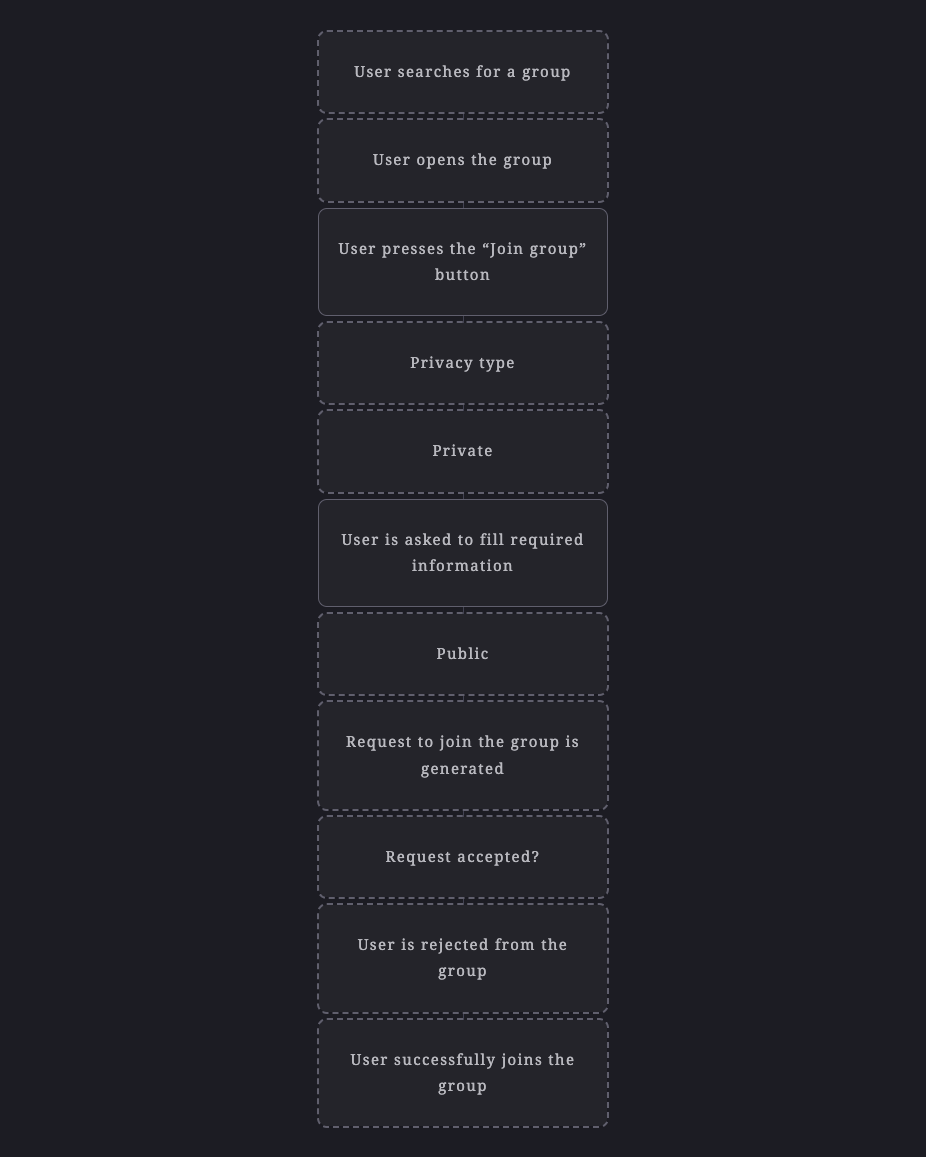 User searches for a group
User opens the group
User presses the “Join group”
button
Privacy type
Private
User is asked to fill required
information
Public
Request to join the group is
generated
Request accepted?
User is rejected from the
group
User successfully joins the
group